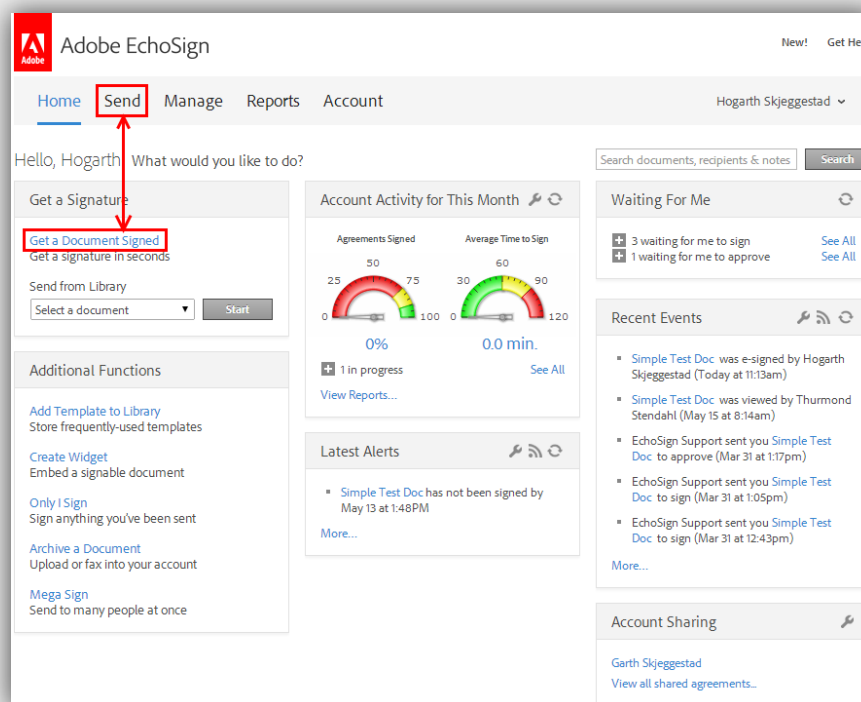 Adobe
Adobe EchoSign
New! Get He
Home Send Manage Reports Account
Hogarth Skjeggestad
Hello, Hogarth What would you like to do?
Search documents, recipients & notes
Search
Get a Signature
Get a Document Signed
Get a signature in seconds
Send from Library
Select a document
Start
Additional Functions
Add Template to Library
Store frequently-used templates
Create Widget
Embed a signable document
Only I Sign
Sign anything you've been sent
Archive a Document
Upload or fax into your account
Mega Sign
Send to many people at once
Account Activity for This Month
Agreements Signed Average Time to Sign
50 60
25 75 30 90
0 100 0 120
0% 0.0 min.
1 in progress See All
View Reports...
Latest Alerts
Simple Test Doc has not been signed by
May 13 at 1:48PM
More...
Waiting For Me
3 waiting for me to sign See All
1 waiting for me to approve See All
Recent Events
Simple Test Doc was e-signed by Hogarth
Skjeggestad (Today at 11:13am)
Simple Test Doc was viewed by Thurmond
Stendahl (May 15 at 8:14am)
EchoSign Support sent you Simple Test
Doc to approve (Mar 31 at 1:17pm)
EchoSign Support sent you Simple Test
Doc to sign (Mar 31 at 1:05pm)
EchoSign Support sent you Simple Test
Doc to sign (Mar 31 at 12:43pm)
More...
Account Sharing
Garth Skjeggestad
View all shared agreements...